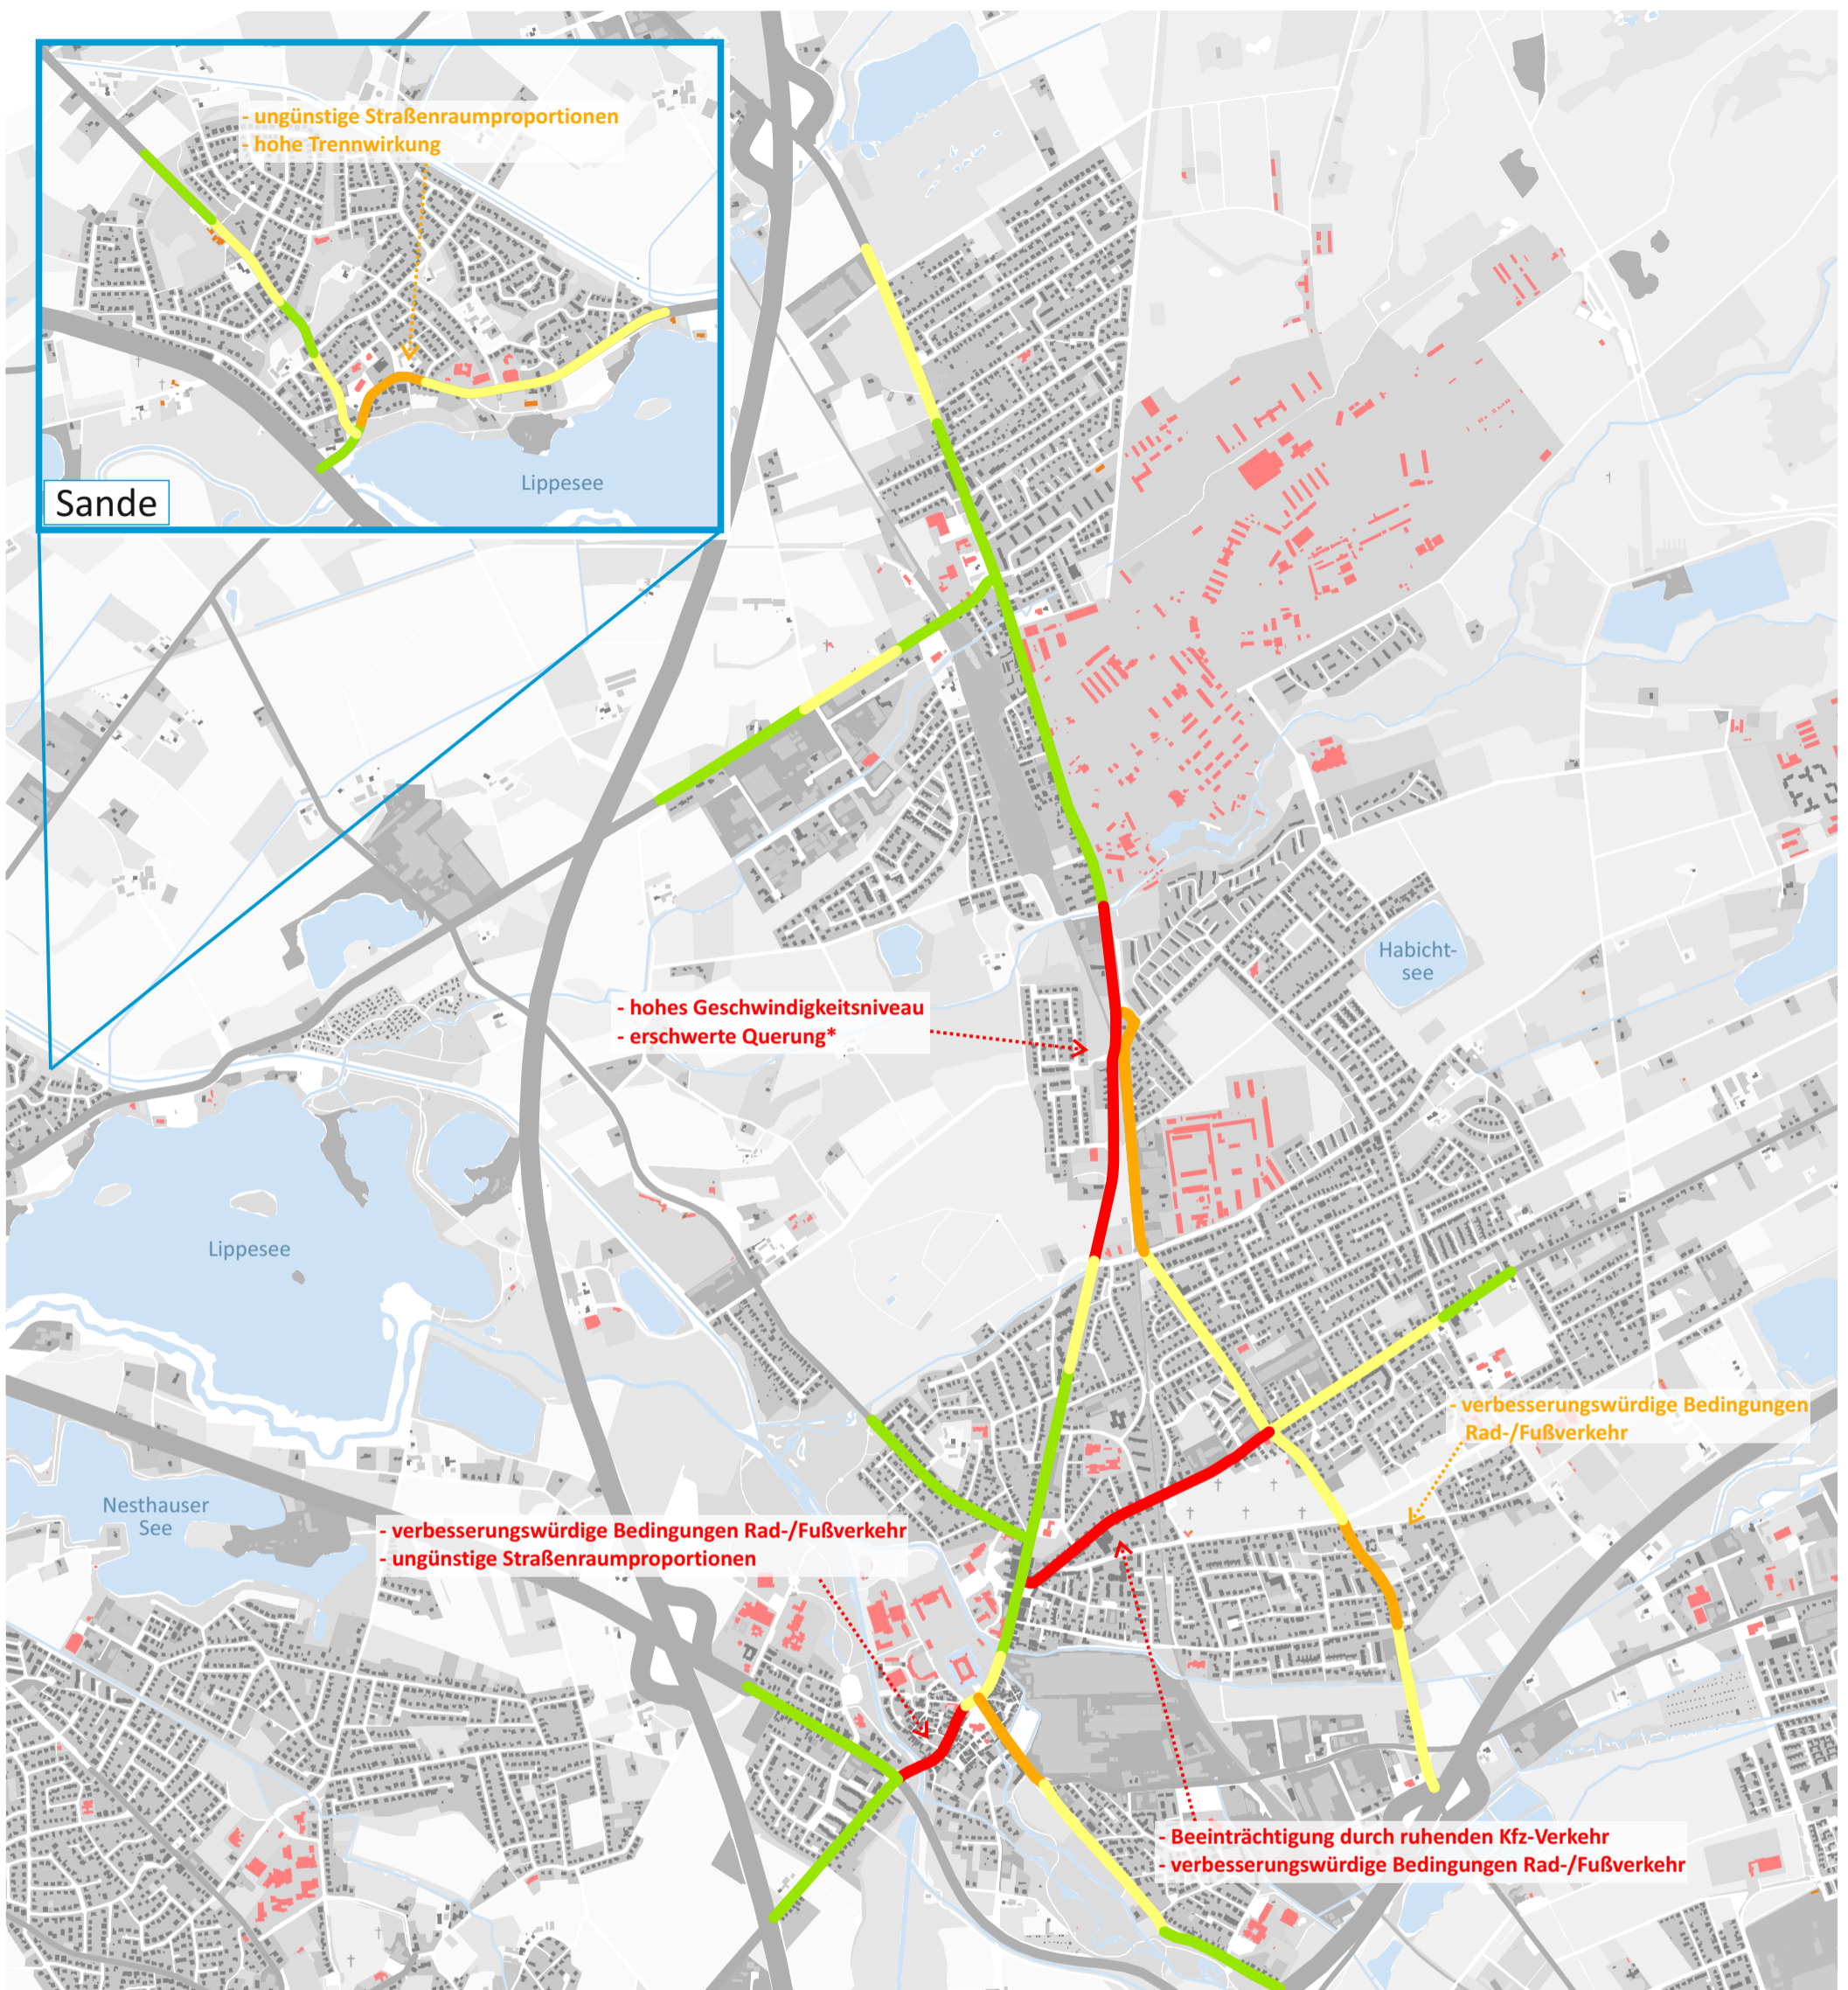 - ungünstige Straßenraumproportionen
- hohe Trennwirkung
Lippesee
Sande
Habicht-
see
- hohes Geschwindigkeitsniveau
- erschwerte Querung*
Lippesee
- verbesserungswürdige Bedingungen
Rad-/Fußverkehr
Nesthauser
See
- verbesserungswürdige Bedingungen Rad-/Fußverkehr
- ungünstige Straßenraumproportionen
- Beeinträchtigung durch ruhenden Kfz-Verkehr
- verbesserungswürdige Bedingungen Rad-/Fußverkehr